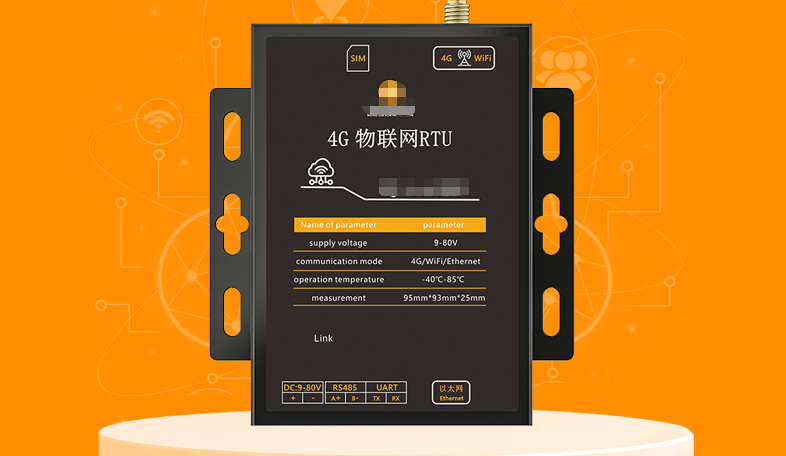 SIM
4G WiFi
4G 物联网RTU
Name of parameter parameter
supply voltage 9-80V
communication mode 4G/WiFi/Ethernet
operation temperature -40℃-85℃
measurement 95mm*93mm*25mm
Link
DC:9-80V RS485 UART 以太网
+ - A+ B- TX RX Ethernet